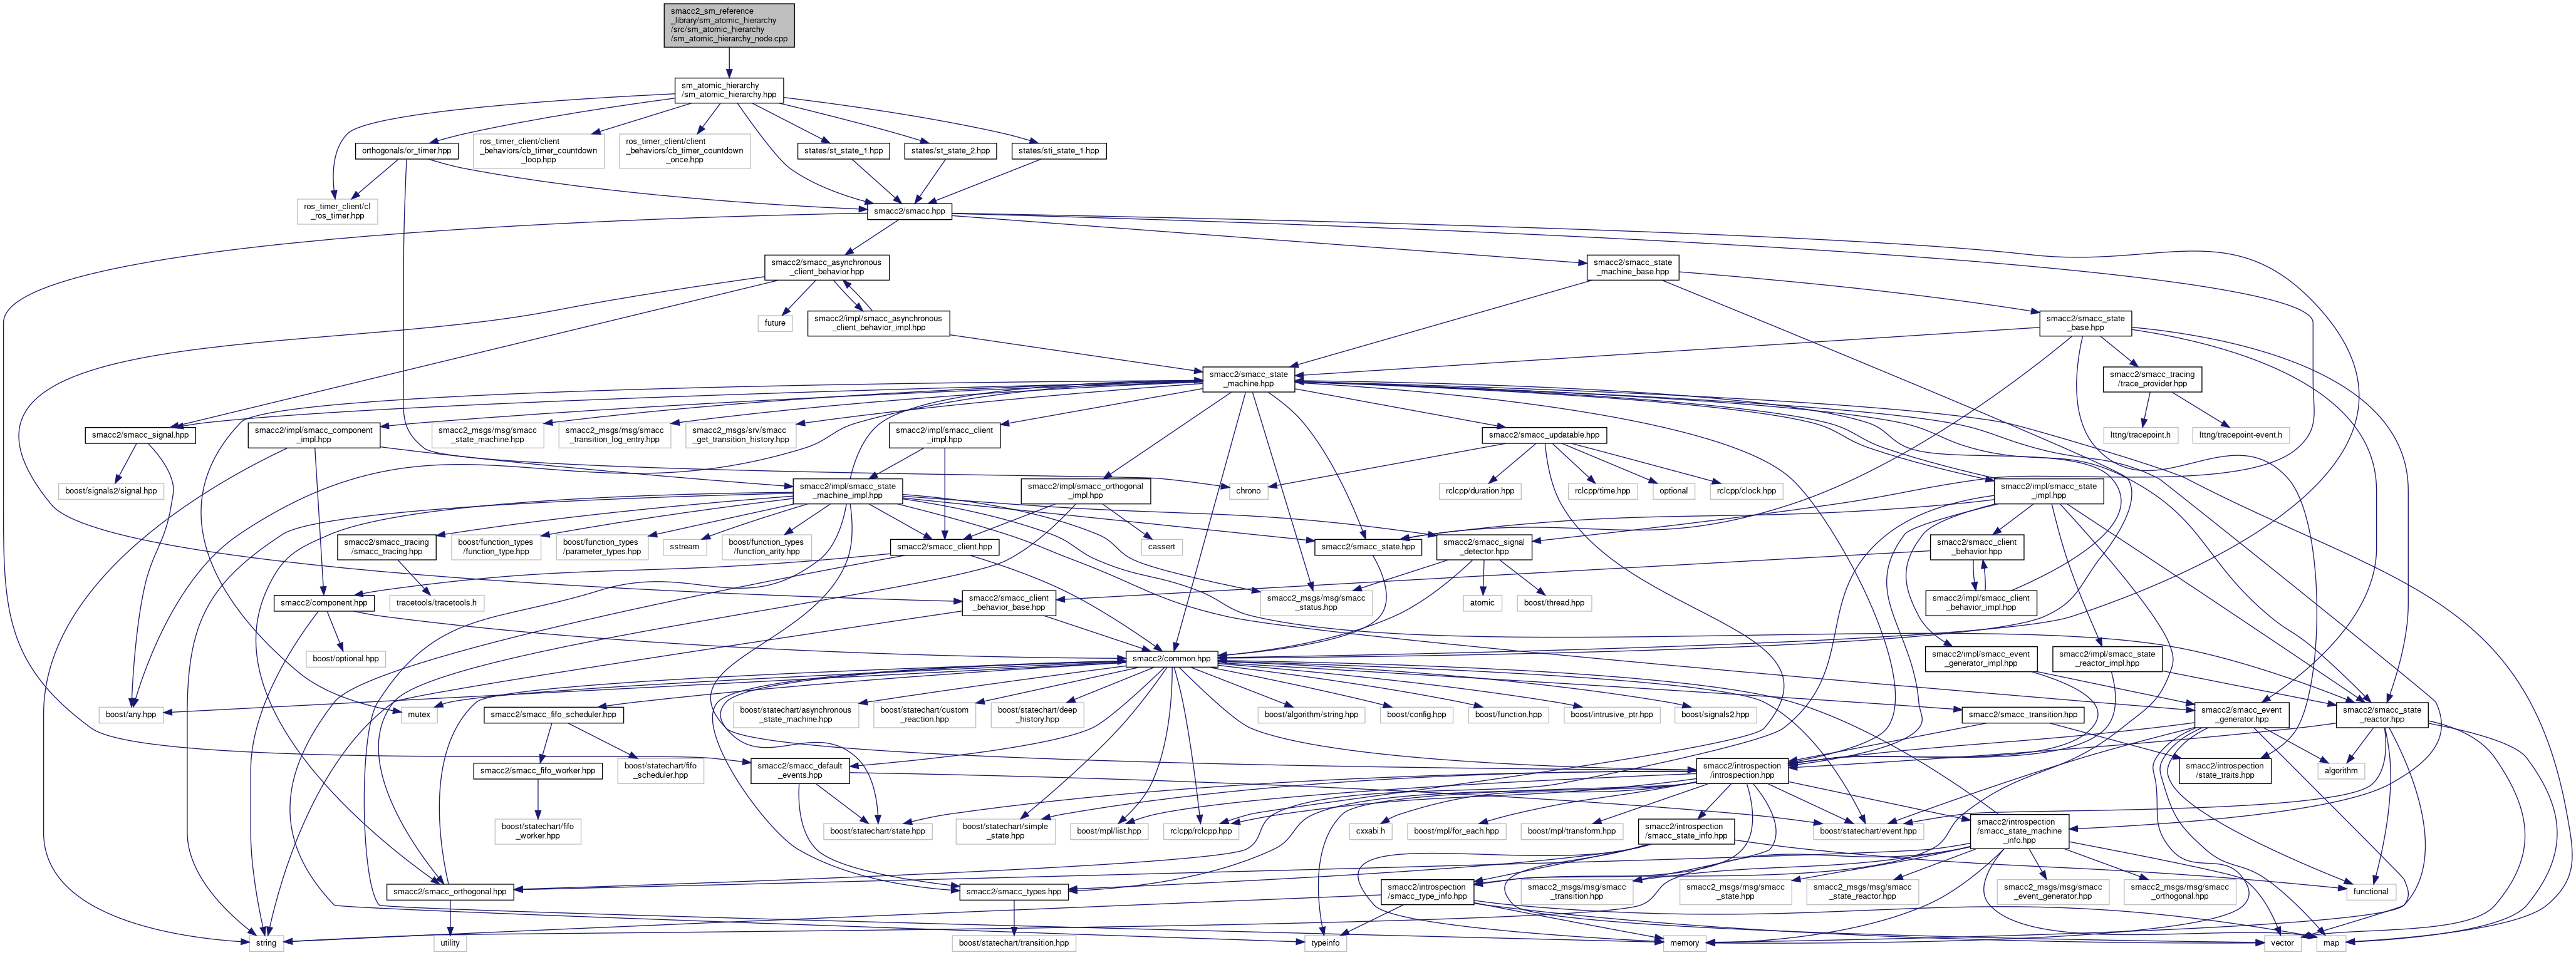 smacc2_sm_reference
_library/sm_atomic_hierarchy
/src/sm_atomic_hierarchy
/sm_atomic_hierarchy_node.cpp
sm_atomic_hierarchy
/sm_atomic_hierarchy.hpp
orthogonals/or_timer.hpp
ros_timer_client/client
_behaviors/cb_timer_countdown
_loop.hpp
ros_timer_client/client
_behaviors/cb_timer_countdown
_once.hpp
states/st_state_1.hpp
states/st_state_2.hpp
states/sti_state_1.hpp
ros_timer_client/cl
_ros_timer.hpp
smacc2/smacc.hpp
smacc2/smacc_asynchronous
_client_behavior.hpp
smacc2/smacc_state
_machine_base.hpp
future
smacc2/impl/smacc_asynchronous
_client_behavior_impl.hpp
smacc2/smacc_state
_base.hpp
smacc2/smacc_state
_machine.hpp
smacc2/smacc_tracing
/trace_provider.hpp
smacc2/smacc_signal.hpp
smacc2/impl/smacc_component
_impl.hpp
smacc2_msgs/msg/smacc
_state_machine.hpp
smacc2_msgs/msg/smacc
_transition_log_entry.hpp
smacc2_msgs/srv/smacc
_get_transition_history.hpp
smacc2/impl/smacc_client
_impl.hpp
smacc2/smacc_updatable.hpp
lttng/tracepoint.h
lttng/tracepoint-event.h
boost/signals2/signal.hpp
smacc2/impl/smacc_state
_machine_impl.hpp
smacc2/impl/smacc_orthogonal
_impl.hpp
chrono
rclcpp/duration.hpp
rclcpp/time.hpp
optional
rclcpp/clock.hpp
smacc2/impl/smacc_state
_impl.hpp
smacc2/smacc_tracing
/smacc_tracing.hpp
boost/function_types
/function_type.hpp
boost/function_types
/parameter_types.hpp
sstream
boost/function_types
/function_arity.hpp
smacc2/smacc_client.hpp
cassert
smacc2/smacc_state.hpp
smacc2/smacc_signal
_detector.hpp
smacc2/smacc_client
_behavior.hpp
smacc2/component.hpp
tracetools/tracetools.h
smacc2/smacc_client
_behavior_base.hpp
smacc2_msgs/msg/smacc
_status.hpp
atomic
boost/thread.hpp
smacc2/impl/smacc_client
_behavior_impl.hpp
boost/optional.hpp
smacc2/common.hpp
smacc2/impl/smacc_event
_generator_impl.hpp
smacc2/impl/smacc_state
_reactor_impl.hpp
boost/any.hpp
mutex
smacc2/smacc_fifo_scheduler.hpp
boost/statechart/asynchronous
_state_machine.hpp
boost/statechart/custom
_reaction.hpp
boost/statechart/deep
_history.hpp
boost/algorithm/string.hpp
boost/config.hpp
boost/function.hpp
boost/intrusive_ptr.hpp
boost/signals2.hpp
smacc2/smacc_transition.hpp
smacc2/smacc_event
_generator.hpp
smacc2/smacc_state
_reactor.hpp
smacc2/smacc_fifo_worker.hpp
boost/statechart/fifo
_scheduler.hpp
smacc2/smacc_default
_events.hpp
smacc2/introspection
/introspection.hpp
smacc2/introspection
/state_traits.hpp
algorithm
boost/statechart/fifo
_worker.hpp
boost/statechart/state.hpp
boost/statechart/simple
_state.hpp
boost/mpl/list.hpp
rclcpp/rclcpp.hpp
cxxabi.h
boost/mpl/for_each.hpp
boost/mpl/transform.hpp
smacc2/introspection
/smacc_state_info.hpp
boost/statechart/event.hpp
smacc2/introspection
/smacc_state_machine
_info.hpp
smacc2/smacc_orthogonal.hpp
smacc2/smacc_types.hpp
smacc2/introspection
/smacc_type_info.hpp
smacc2_msgs/msg/smacc
_transition.hpp
smacc2_msgs/msg/smacc
_state.hpp
smacc2_msgs/msg/smacc
_state_reactor.hpp
smacc2_msgs/msg/smacc
_event_generator.hpp
smacc2_msgs/msg/smacc
_orthogonal.hpp
functional
string
utility
boost/statechart/transition.hpp
typeinfo
memory
vector
map